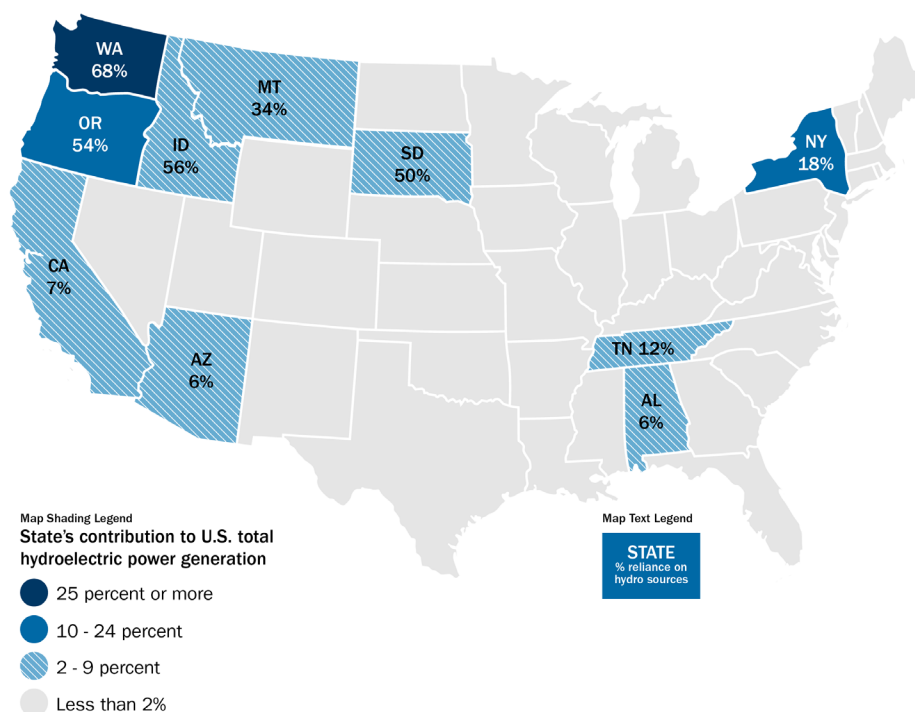 WA
68%
MT
34%
OR
54%
ID
56%
SD
50%
NY
18%
CA
7%
TN 12%
AZ
6%
AL
6%
Map Shading Legend
State's contribution to U.S. total
hydroelectric power generation
25 percent or more
10 - 24 percent
2 - 9 percent
Less than 2%
Map Text Legend
STATE
% reliance on
hydro sources